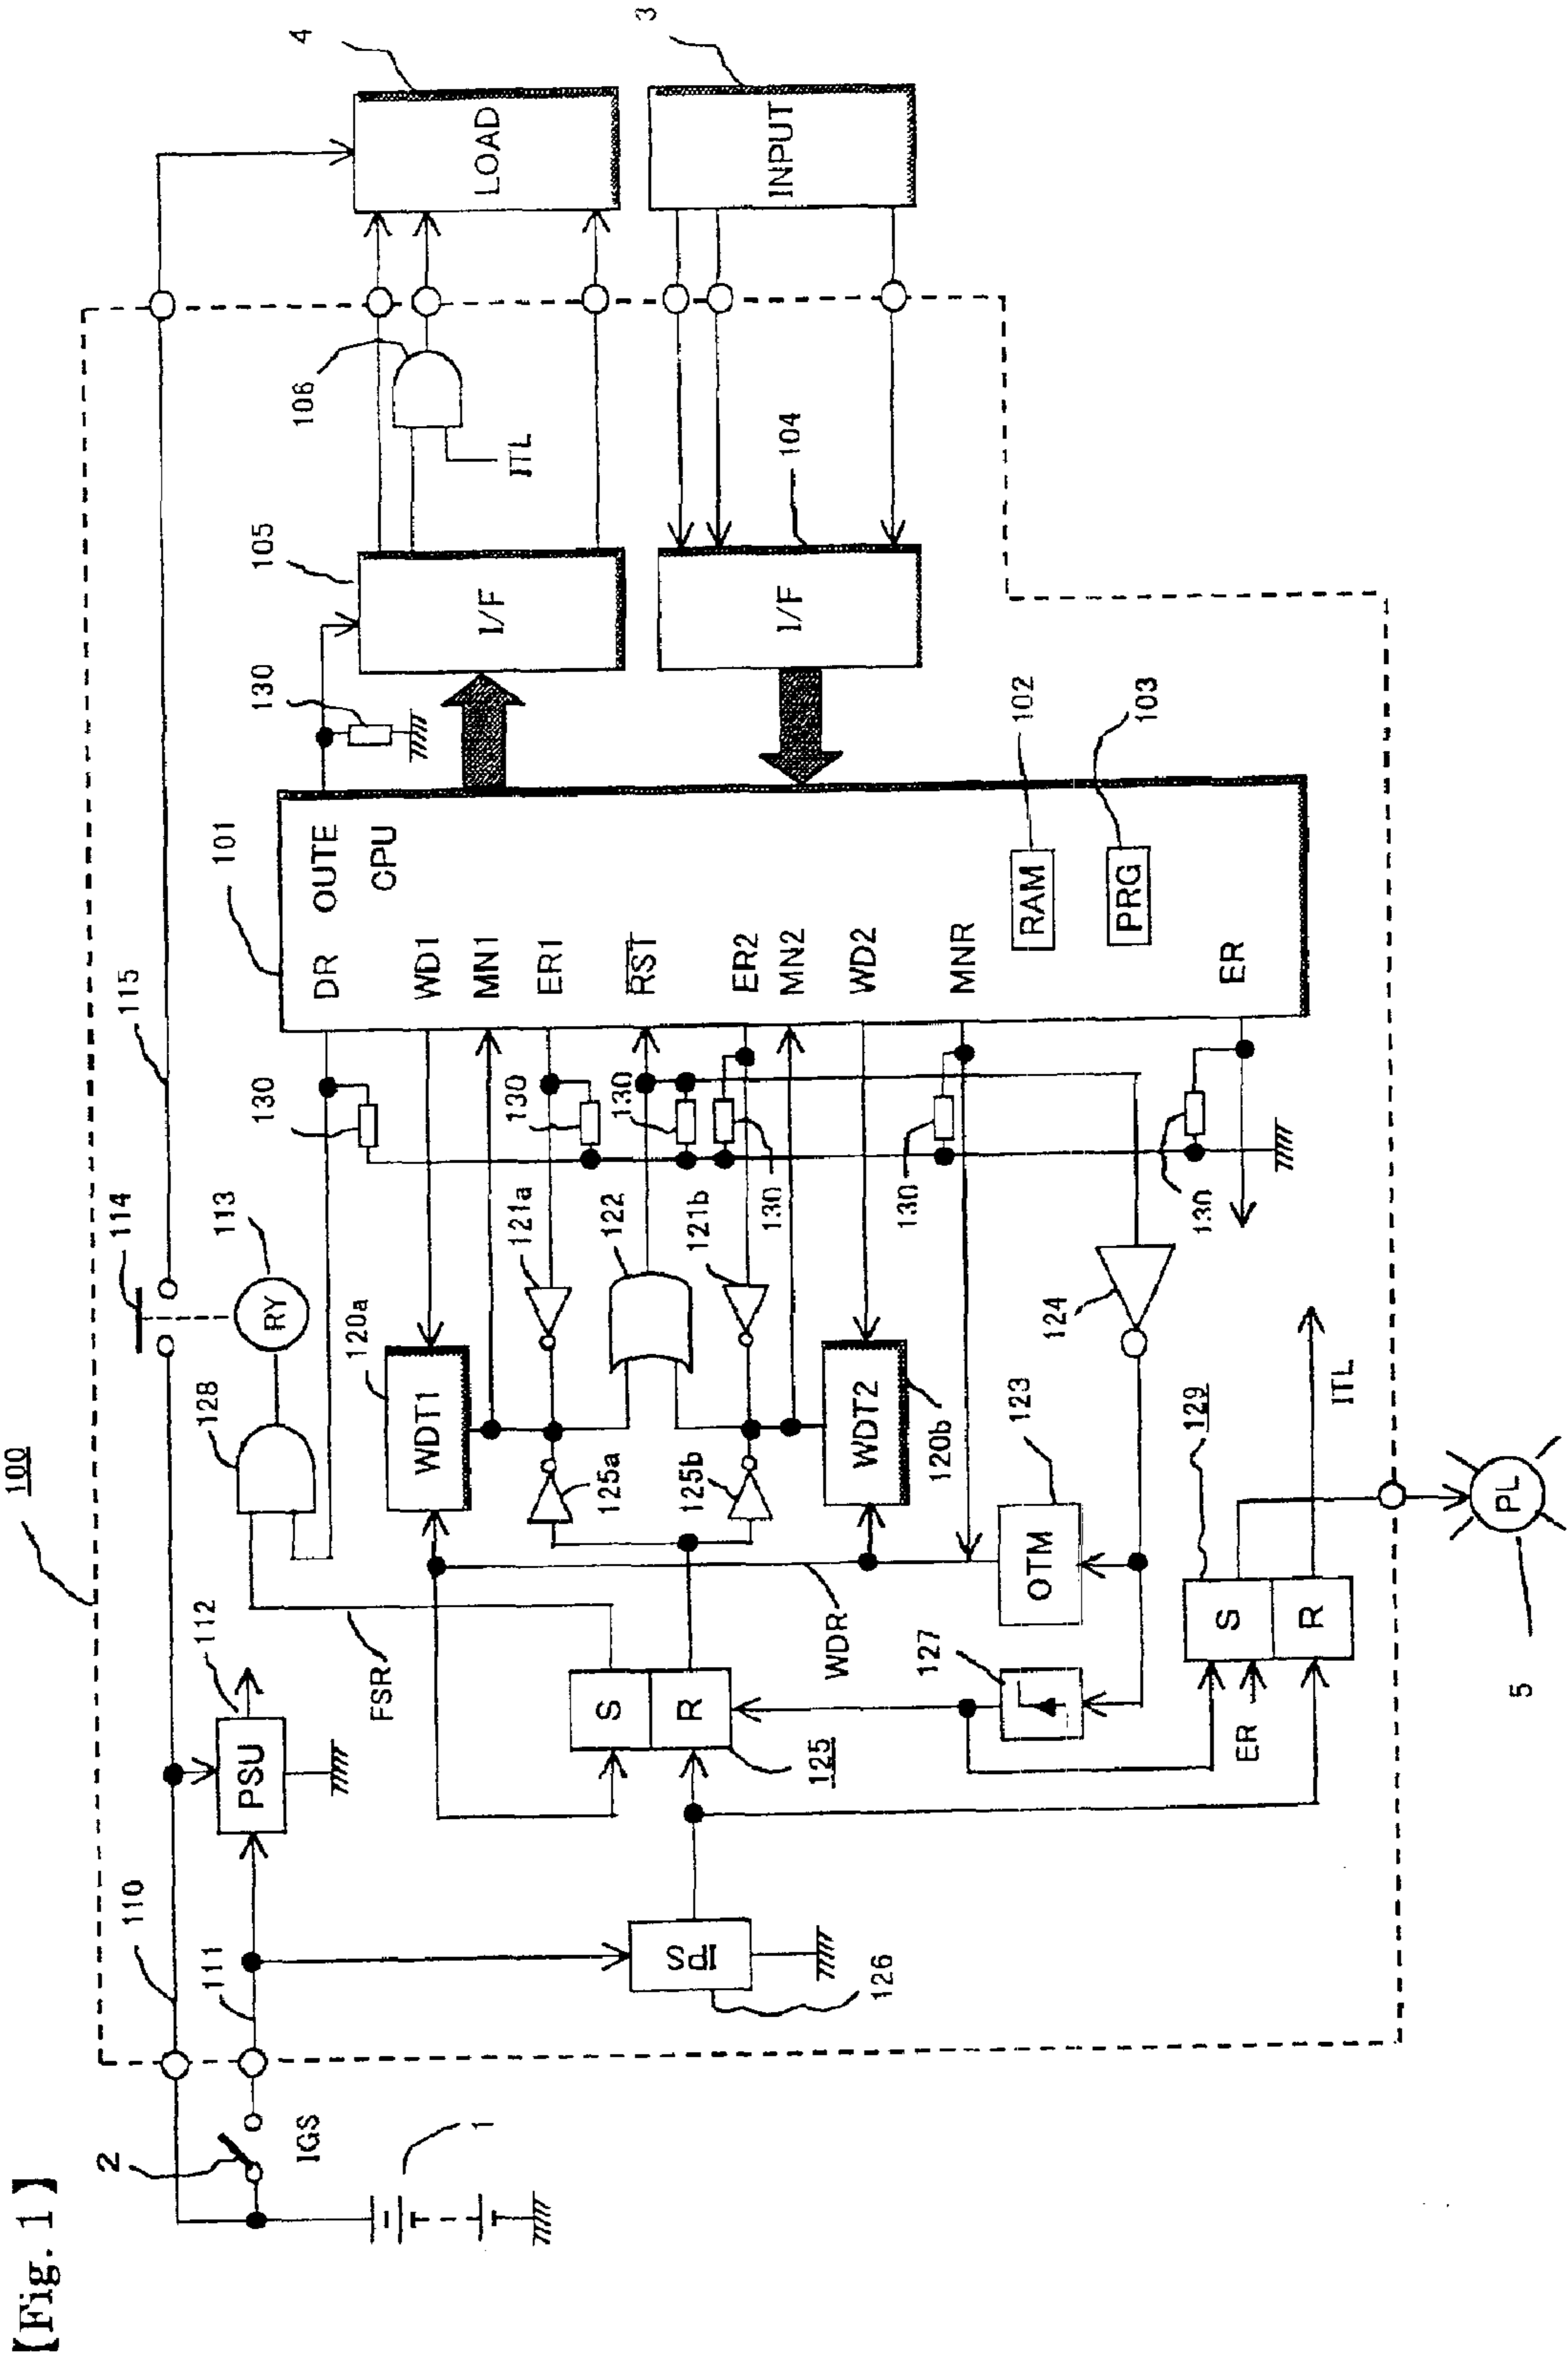 【Fig. 1】
100
4
3
LOAD
INPUT
106
ITL
105
104
I/F
I/F
130
101
OUTE
CPU
DR
WD1
MN1
ER1
RST
ER2
MN2
WD2
MNR
ER
RAM
102
PRG
103
115
114
113
RY
130
130
130
130
130
130
128
120a
WDT1
121a
122
121b
WDT2
120b
125a
125b
124
123
OTM
129
ITL
S
R
PL
5
112
PSU
FSR
S
R
125
WDR
127
ER
110
111
IPS
126
2
IGS
1